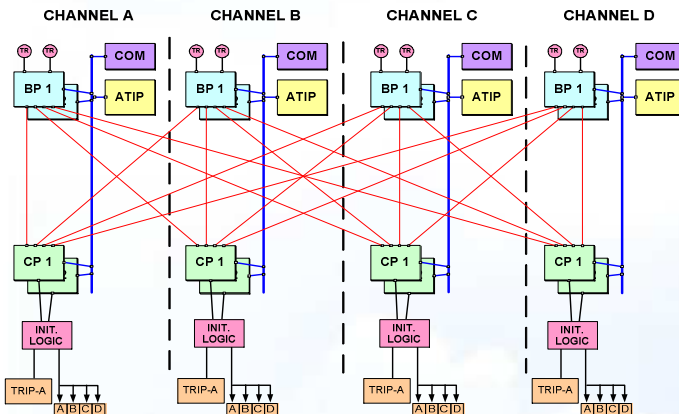 CHANNEL A CHANNEL B CHANNEL C CHANNEL D
TR TR TR TR TR TR TR TR
COM COM COM COM
BP 1 BP 1 BP 1 BP 1
ATIP ATIP ATIP ATIP
CP 1 CP 1 CP 1 CP 1
INIT. INIT. INIT. INIT.
LOGIC LOGIC LOGIC LOGIC
TRIP-A TRIP-A TRIP-A TRIP-A
A B C D A B C D A B C D A B C D